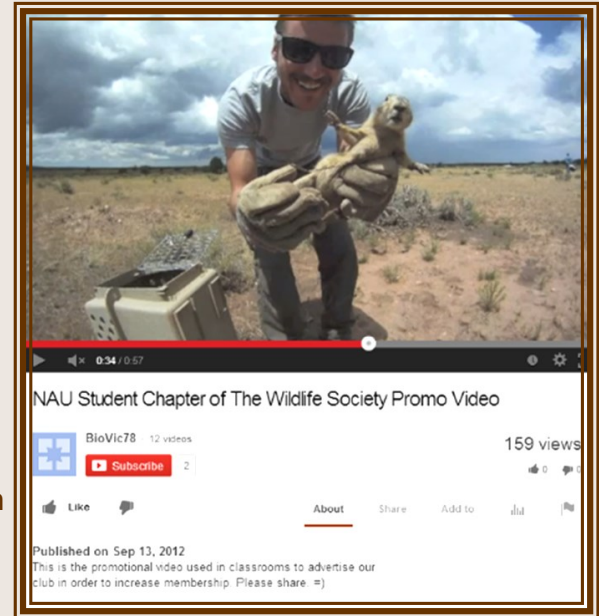 0:34 / 0:57
NAU Student Chapter of The Wildlife Society Promo Video
BioVic78 12 videos
Subscribe 2
159 views
0 0
Like
About Share Add to
Published on Sep 13, 2012
This is the promotional video used in classrooms to advertise our
club in order to increase membership. Please share. =)